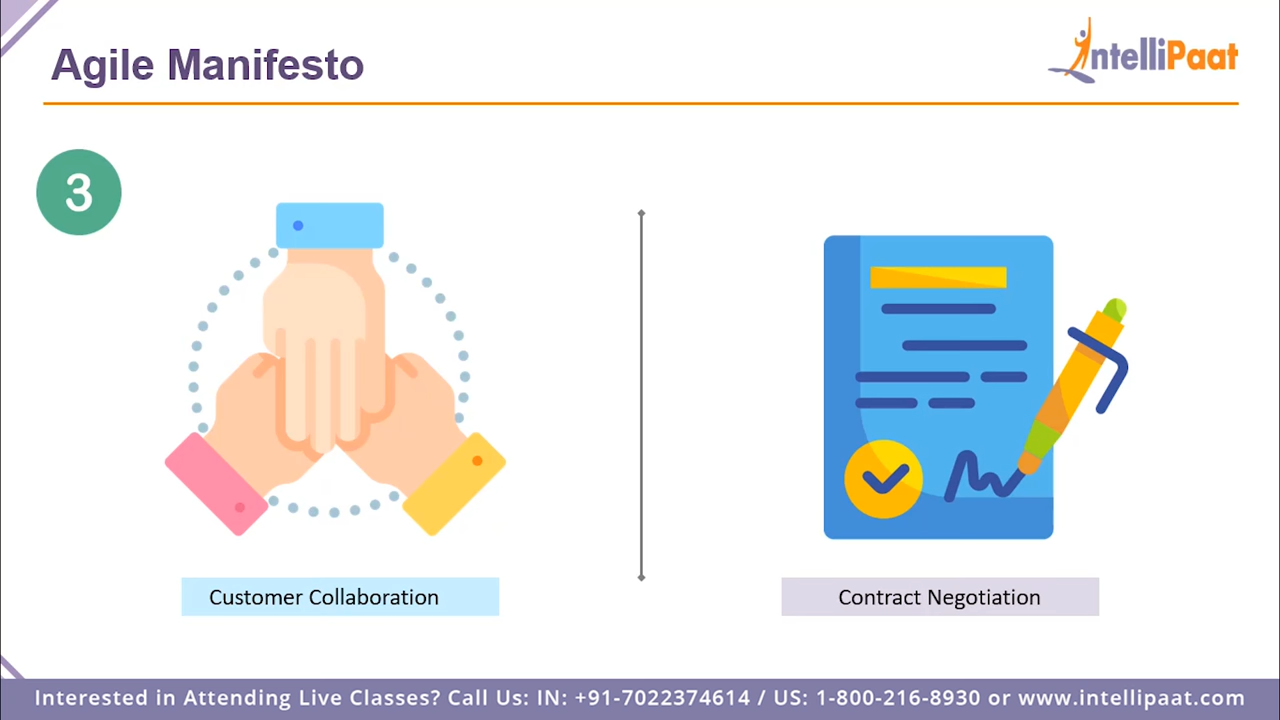 Agile Manifesto
IntelliPaat
3
Customer Collaboration
Contract Negotiation
Interested in Attending Live Classes? Call Us: IN: +91-7022374614 / US: 1-800-216-8930 or www.intellipaat.com